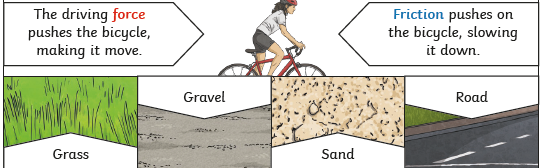 The driving force
pushes the bicycle,
making it move.
Friction pushes on
the bicycle, slowing
it down.
Grass
Gravel
Sand
Road